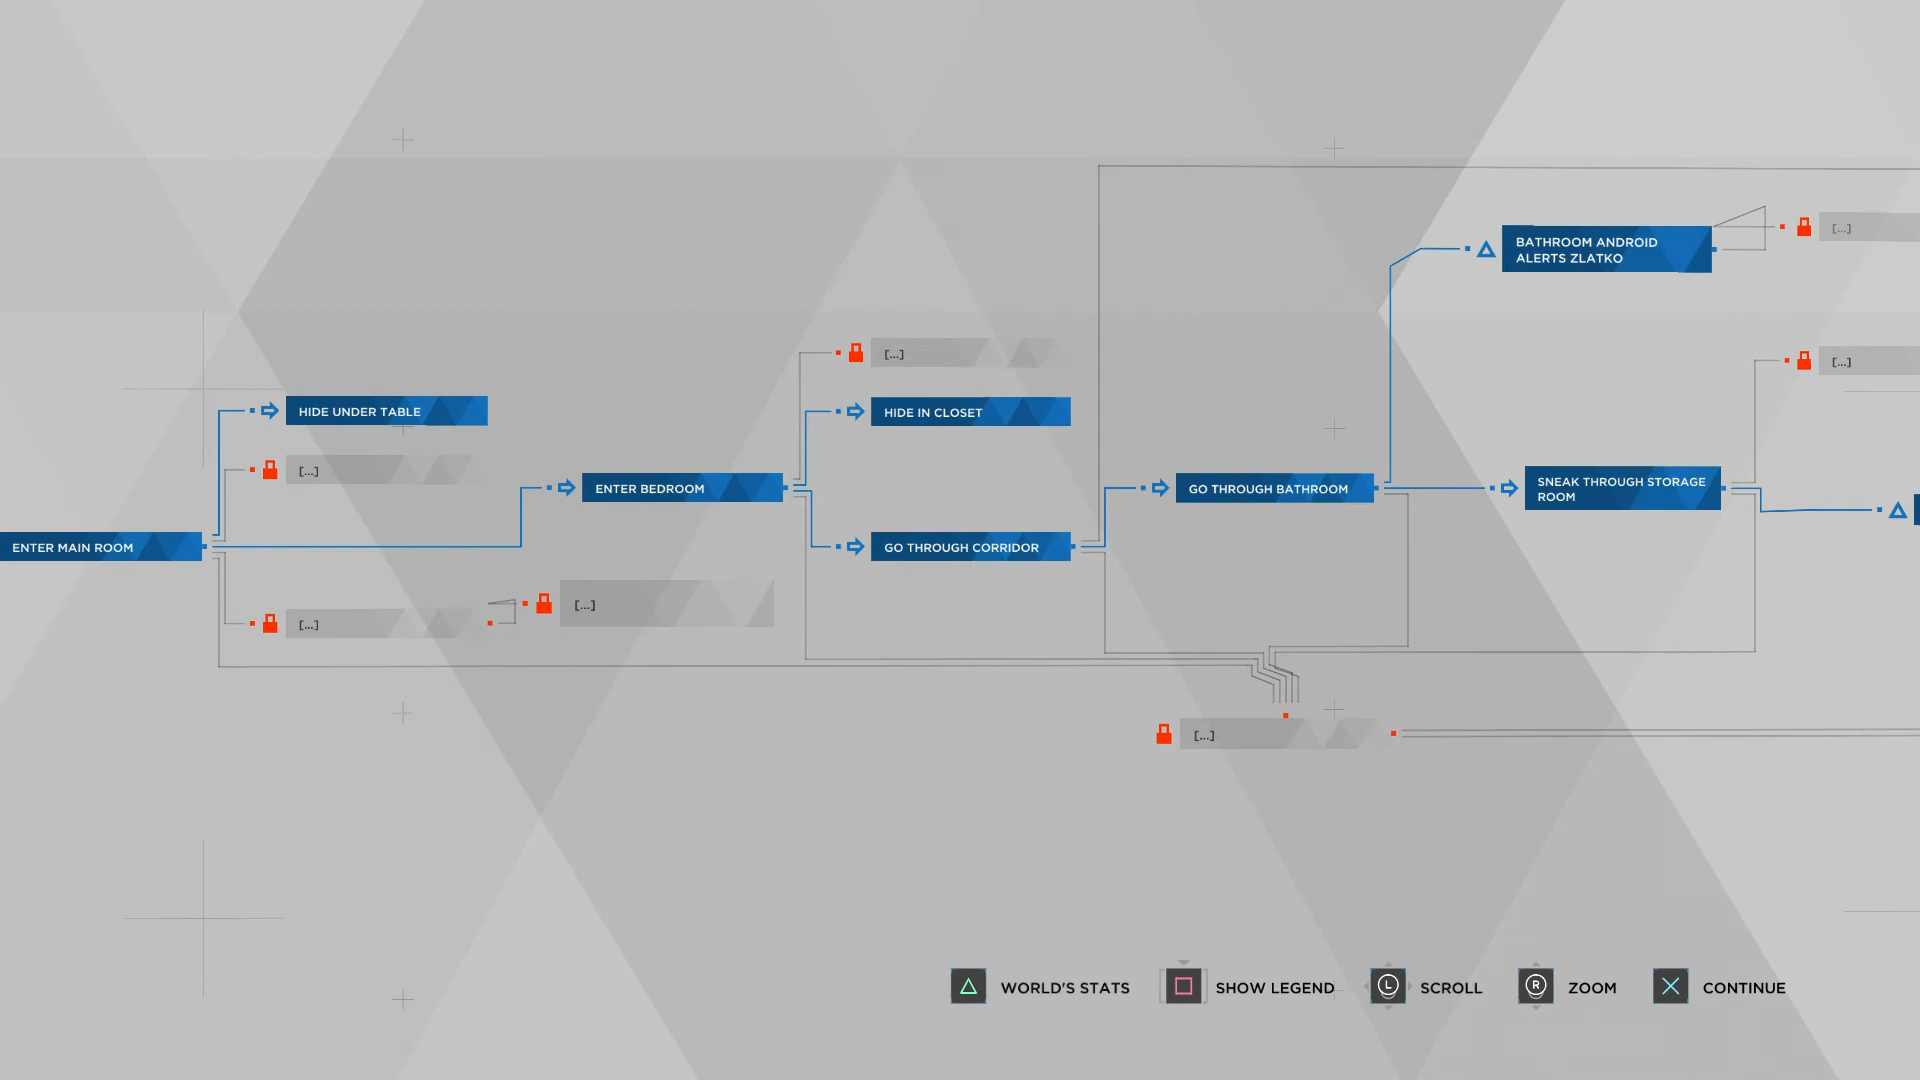 BATHROOM ANDROID
ALERTS ZLATKO
[...]
[...]
[...]
HIDE UNDER TABLE
HIDE IN CLOSET
[...]
ENTER BEDROOM
GO THROUGH BATHROOM
SNEAK THROUGH STORAGE
ROOM
ENTER MAIN ROOM
GO THROUGH CORRIDOR
[...]
[...]
[...]
L
R
WORLD'S STATS
SHOW LEGEND
SCROLL
ZOOM
CONTINUE